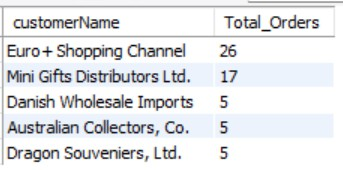 customerName Total_Orders
Euro+ Shopping Channel 26
Mini Gifts Distributors Ltd. 17
Danish Wholesale Imports 5
Australian Collectors, Co. 5
Dragon Souveniers, Ltd. 5